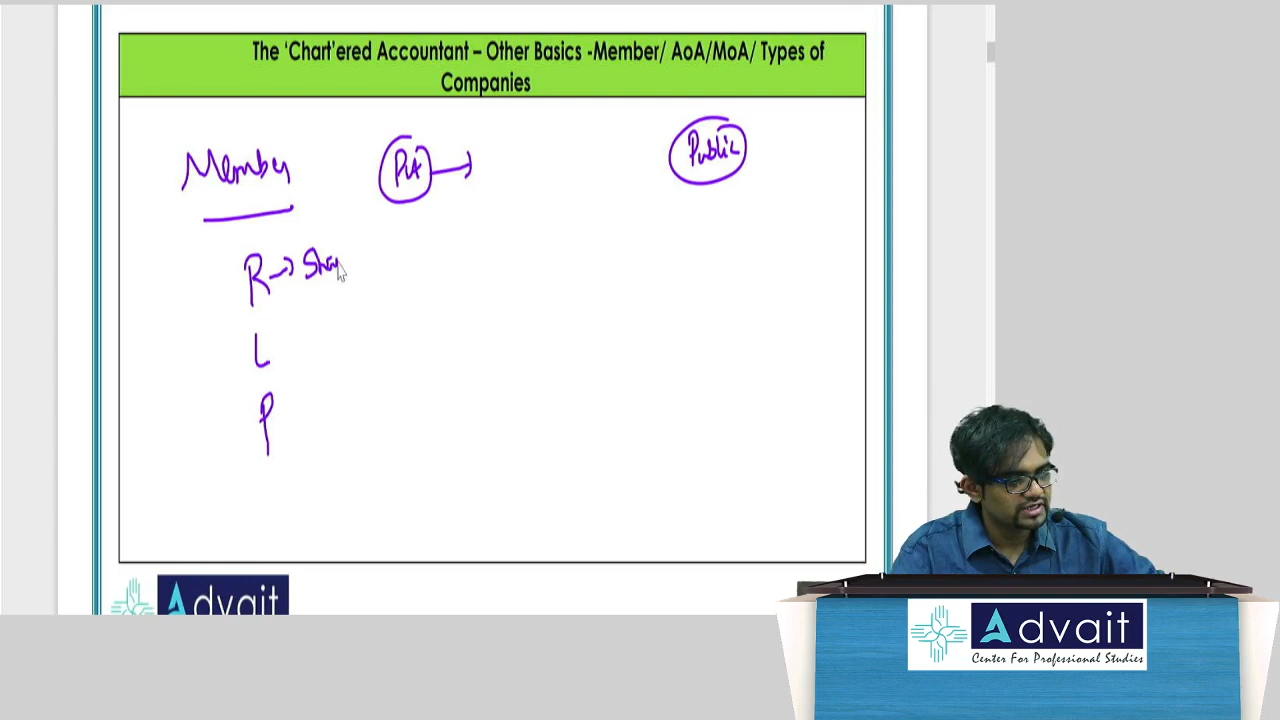 The 'Chart'ered Accountant – Other Basics -Member/ AoA/MoA/ Types of
Companies
Member
Pvt
Public
R → Shar
L
P
Advait
Advait
Center For Professional Studies